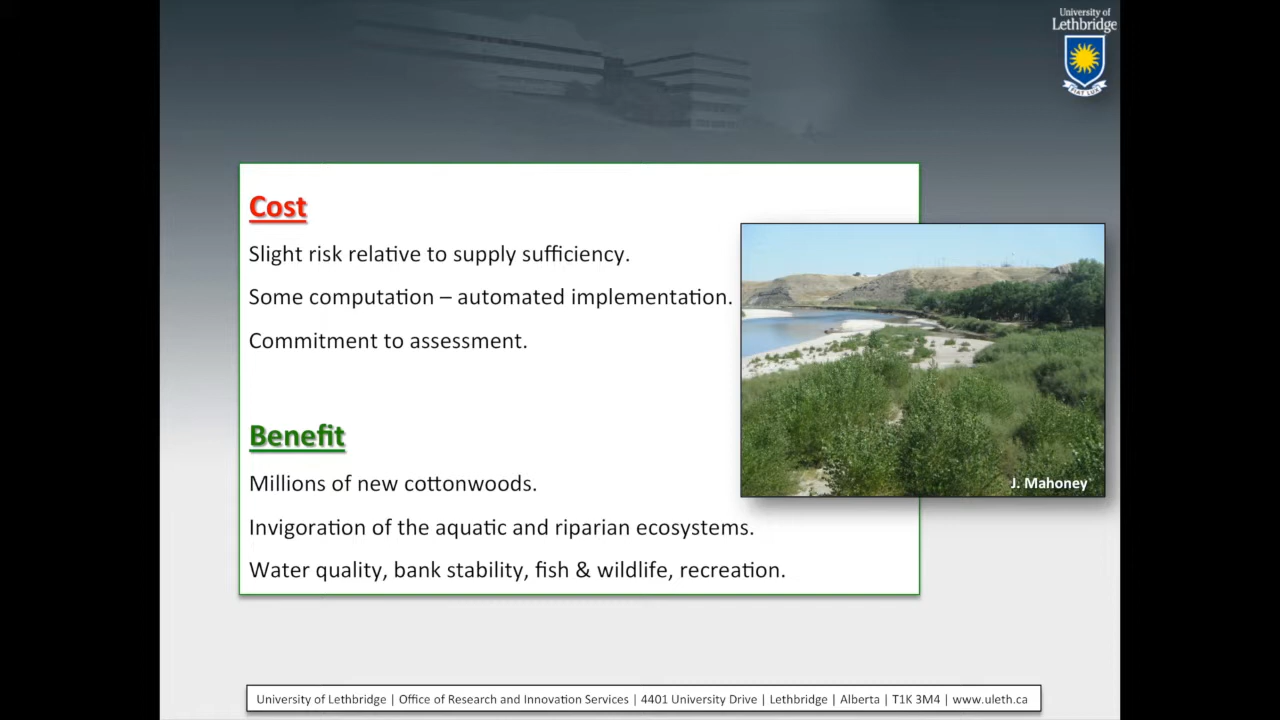 University of
Lethbridge
FIAT LUX
Cost
Slight risk relative to supply sufficiency.
Some computation – automated implementation.
Commitment to assessment.
Benefit
Millions of new cottonwoods.
Invigoration of the aquatic and riparian ecosystems.
Water quality, bank stability, fish & wildlife, recreation.
J. Mahoney
University of Lethbridge | Office of Research and Innovation Services | 4401 University Drive | Lethbridge | Alberta | T1K 3M4 | www.uleth.ca